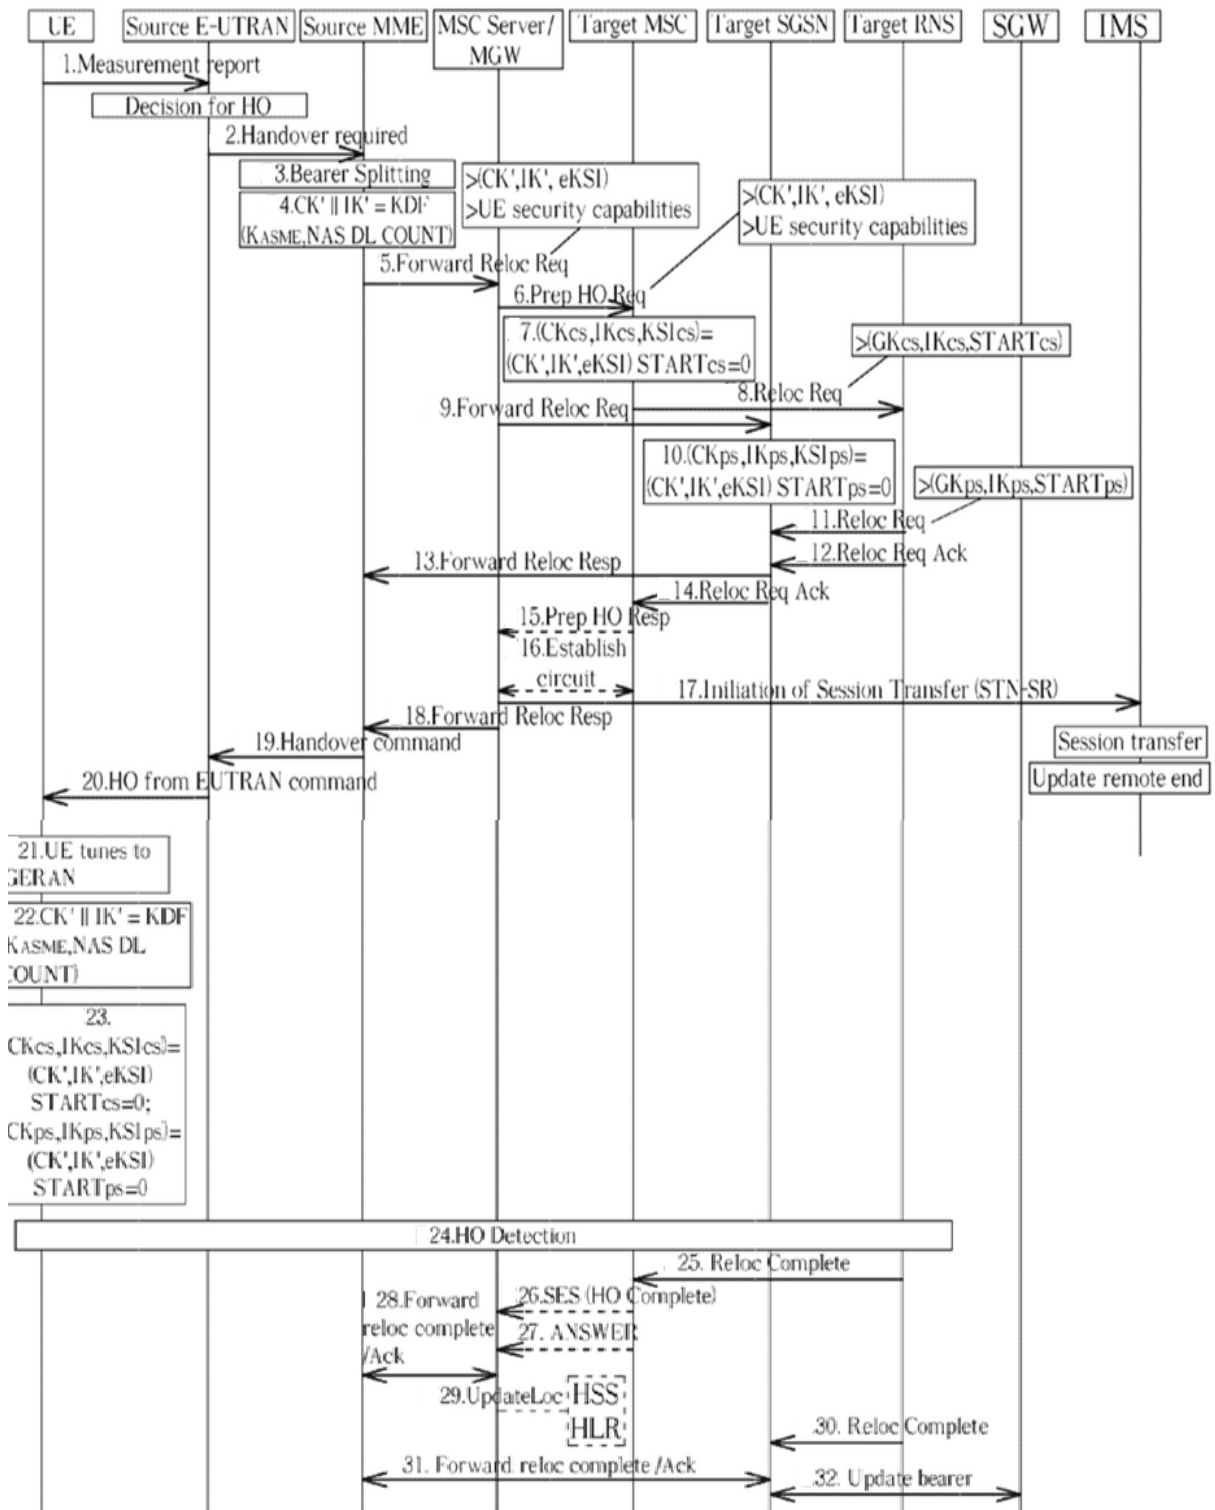 UE
Source E-UTRAN
Source MME
MSC Server/
MGW
Target MSC
Target SGSN
Target RNS
SGW
IMS
1.Measurement report
Decision for HO
2.Handover required
3.Bearer Splitting
4.CK' || IK' = KDF
(KASME,NAS DL COUNT)
>(CK',IK', eKSI)
>UE security capabilities
>(CK',IK', eKSI)
>UE security capabilities
5.Forward Reloc Req
6.Prep HO Req
7.(CKcs,IKcs,KSIcs)=
(CK',IK',eKSI) STARTcs=0
>(GKcs,IKcs,STARTcs)
8.Reloc Req
9.Forward Reloc Req
10.(CKps,IKps,KSIps)=
(CK',IK',eKSI) STARTps=0
>(GKps,IKps,STARTps)
11.Reloc Req
12.Reloc Req Ack
13.Forward Reloc Resp
14.Reloc Req Ack
15.Prep HO Resp
16.Establish
circuit
17.Iniliation of Session Transfer (STN-SR)
18.Forward Reloc Resp
19.Handover command
Session transfer
Update remote end
20.HO from EUTRAN command
21.UE tunes to
GERAN
22.CK' || IK' = KDF
KASME,NAS DL
COUNT)
23.
CKcs,IKcs,KSIcs)=
(CK',IK',eKSI)
STARTcs=0;
CKps,IKps,KSIps)=
(CK',IK',eKSI)
STARTps=0
24.HO Detection
25. Reloc Complete
26.SES (HO Complete)
27. ANSWER
28.Forward
reloc complete
/Ack
29.UpdateLoc
HSS
HLR
30. Reloc Complete
31. Forward reloc complete /Ack
32. Update bearer